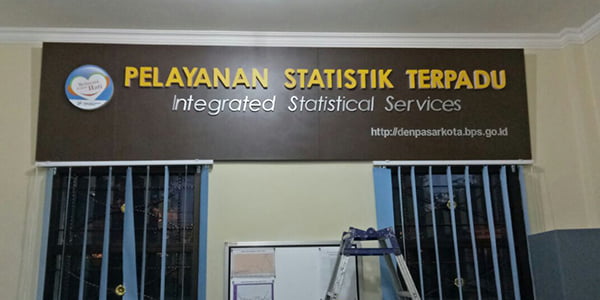 PELAYANAN STATISTIK TERPADU
Integrated Statistical Services
http://denpasarkota.bps.go.id